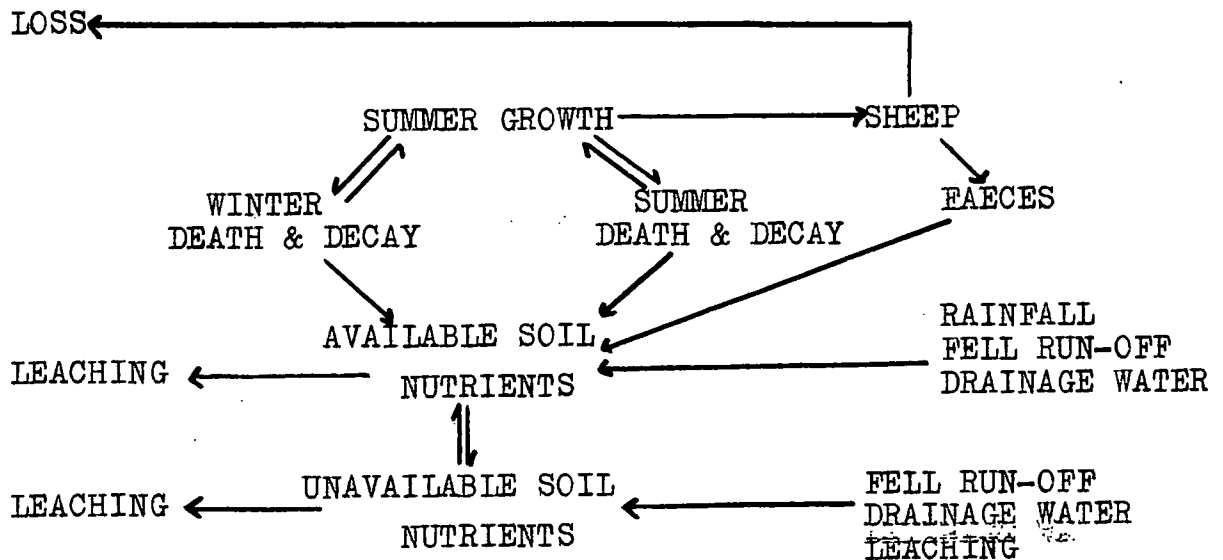 LOSS
SUMMER GROWTH
SHEEP
WINTER
DEATH & DECAY
SUMMER
DEATH & DECAY
FAECES
AVAILABLE SOIL
NUTRIENTS
RAINFALL
FELL RUN-OFF
DRAINAGE WATER
LEACHING
UNAVAILABLE SOIL
NUTRIENTS
LEACHING
FELL RUN-OFF
DRAINAGE WATER
LEACHING